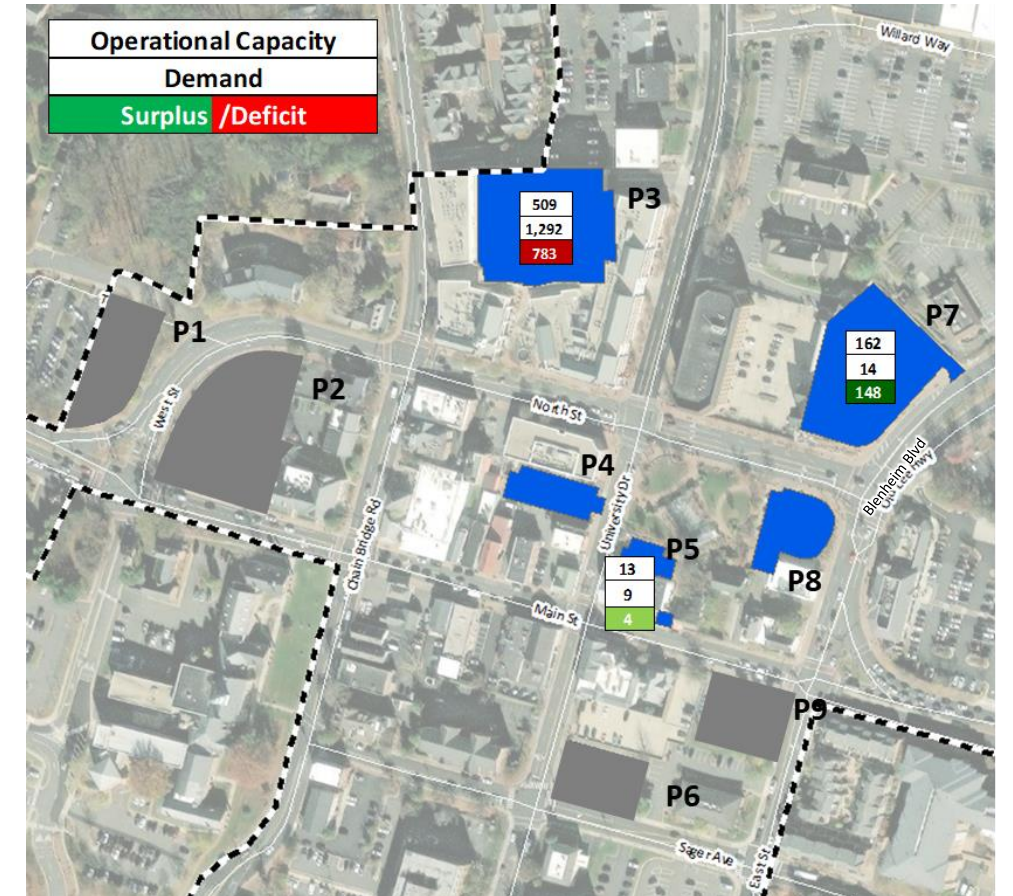 Operational Capacity
Demand
Surplus /Deficit
Willard Way
P3
509
1,292
783
P7
162
14
148
P1
P2
West St
North St
P4
University Dr
Blenheim Blvd
P5
13
9
4
P8
Chain Bridge Rd
Main St
P9
P6
Sager Ave
East St